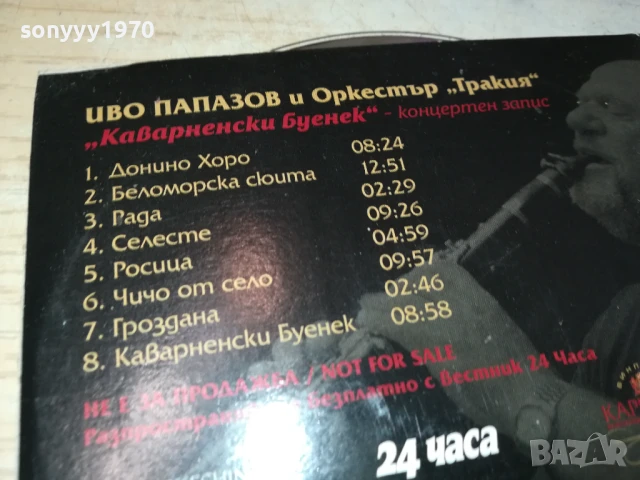 sonyyy1970
ИВО ПАПАЗОВ и Оркестър „Тракия“
„Каварненски Буенек“ - концертен запис
1. Донино Хоро 08:24
2. Беломорска сюита 12:51
3. Рада 02:29
4. Селесте 09:26
5. Росица 04:59
6. Чичо от село 09:57
7. Гроздана 02:46
8. Каварненски Буенек 08:58
НЕ Е ЗА ПРОДАЖБА / NOT FOR SALE
Безплатно с Вестник 24 Часа
24 часа
BAZAR